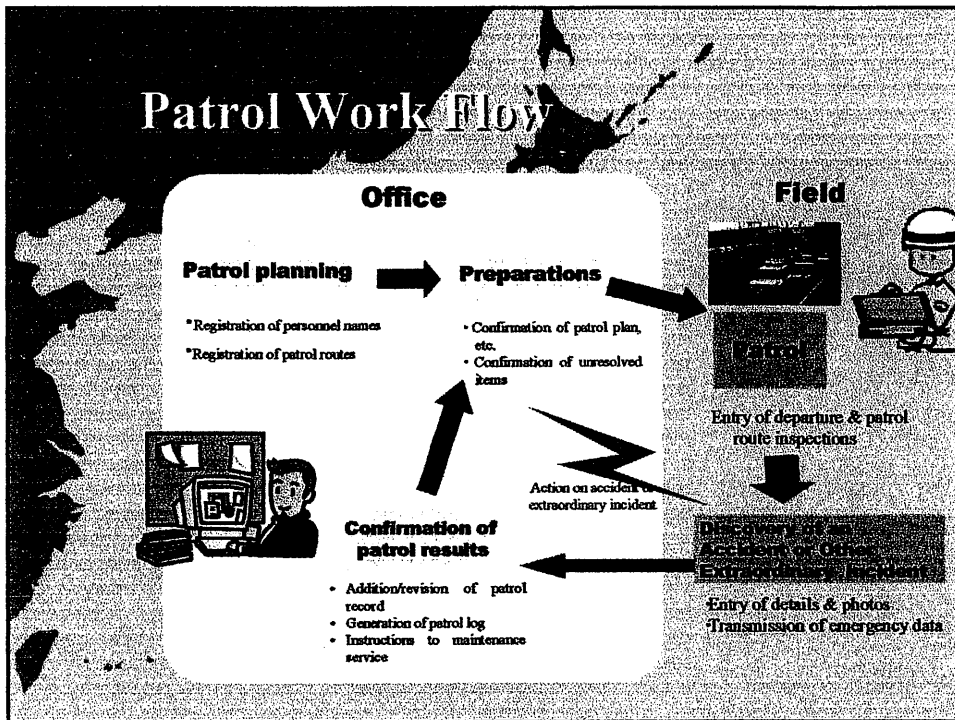 Patrol Work Flow
Office
Patrol planning
*Registration of personnel names
*Registration of patrol routes
Preparations
• Confirmation of patrol plan,
etc.
• Confirmation of unresolved
items
Field
Patrol
Entry of departure & patrol
route inspections
Action on accident or
extraordinary incident
Discovery of an
Accident or Other
Extraordinary Incident
•Entry of details & photos
•Transmission of emergency data
Confirmation of
patrol results
• Addition/revision of patrol
record
• Generation of patrol log
• Instructions to maintenance
service